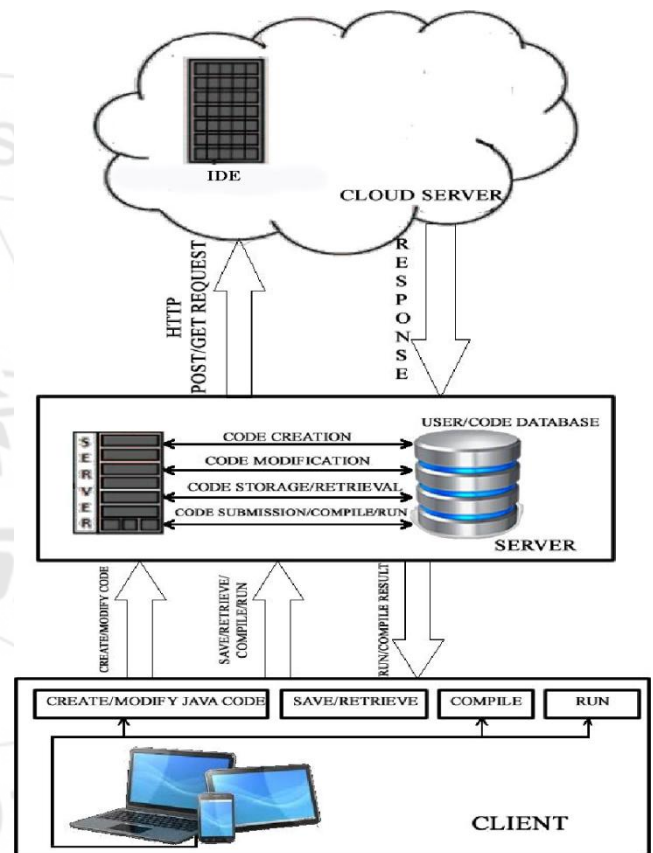 IDE
CLOUD SERVER
HTTP
POST/GET REQUEST
RESPONSE
USER/CODE DATABASE
SERVER
CODE CREATION
CODE MODIFICATION
CODE STORAGE/RETRIEVAL
CODE SUBMISSION/COMPILE/RUN
SERVER
CREATE/MODIFY CODE
SAVE/RETRIEVE/
COMPILE/RUN
RUN/COMPILE RESULT
CREATE/MODIFY JAVA CODE
SAVE/RETRIEVE
COMPILE
RUN
CLIENT